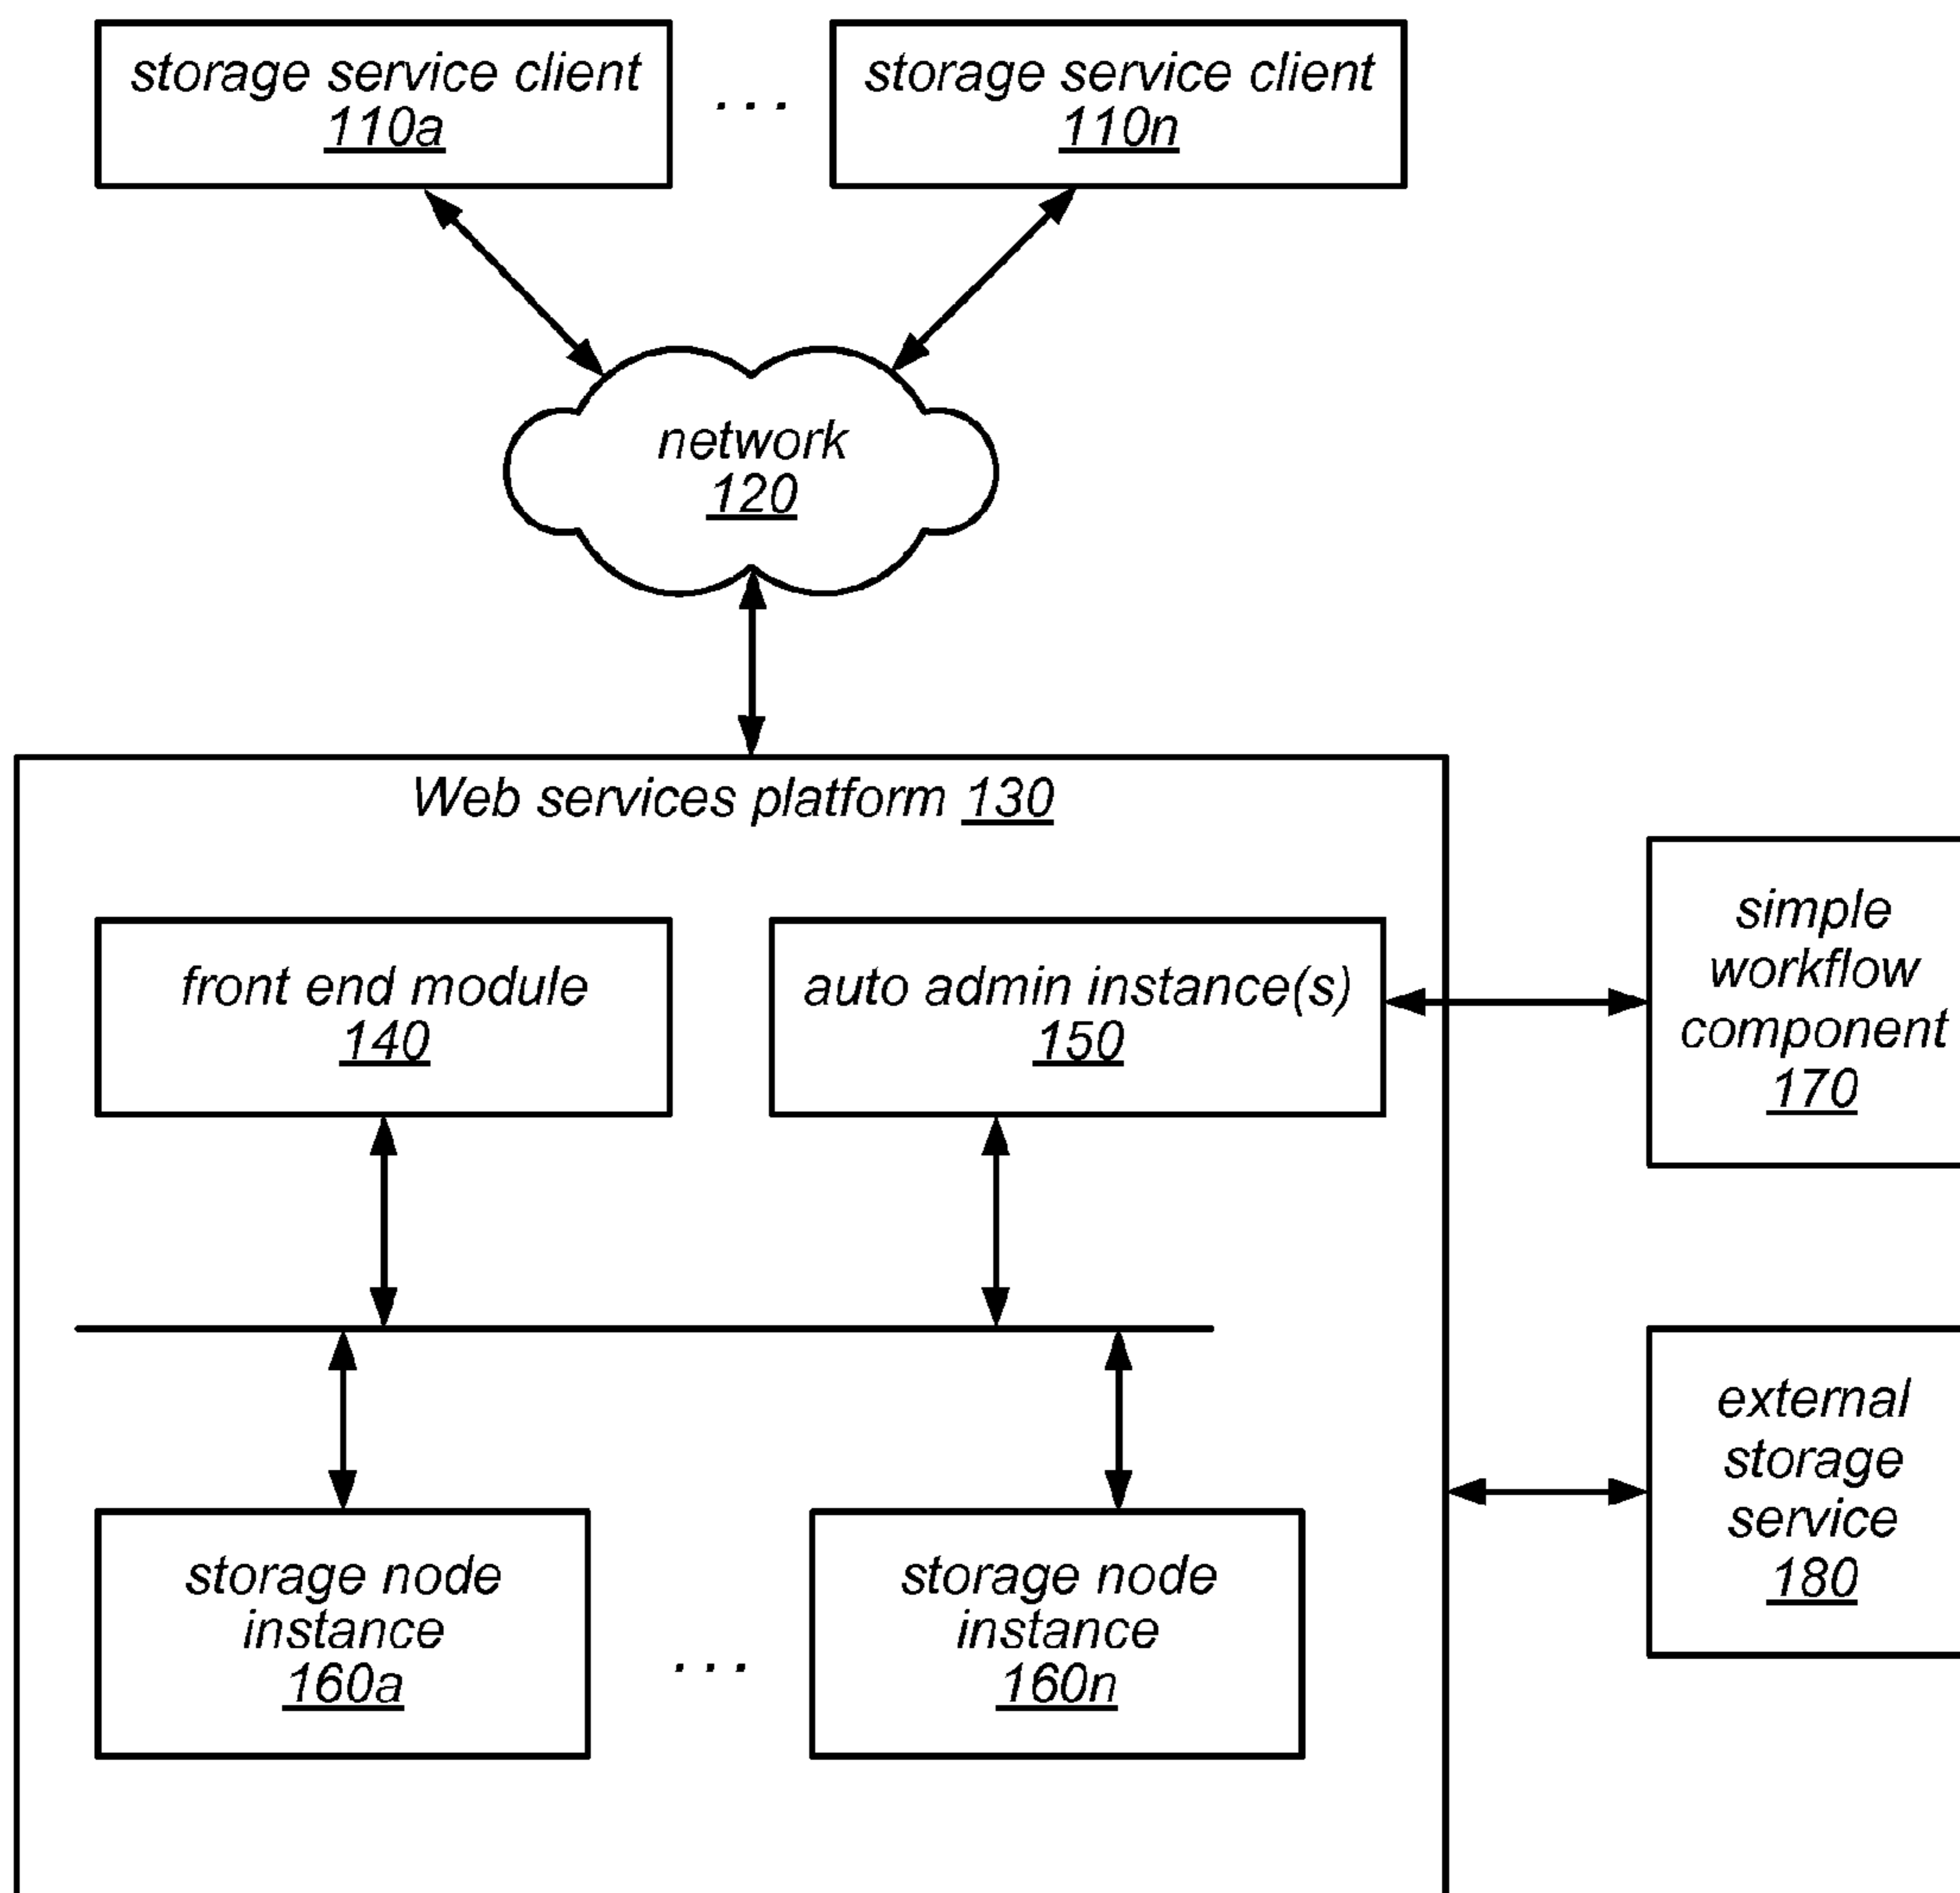 storage service client
110a
. . .
storage service client
110n
network
120
Web services platform 130
front end module
140
auto admin instance(s)
150
simple
workflow
component
170
external
storage
service
180
storage node
instance
160a
. . .
storage node
instance
160n